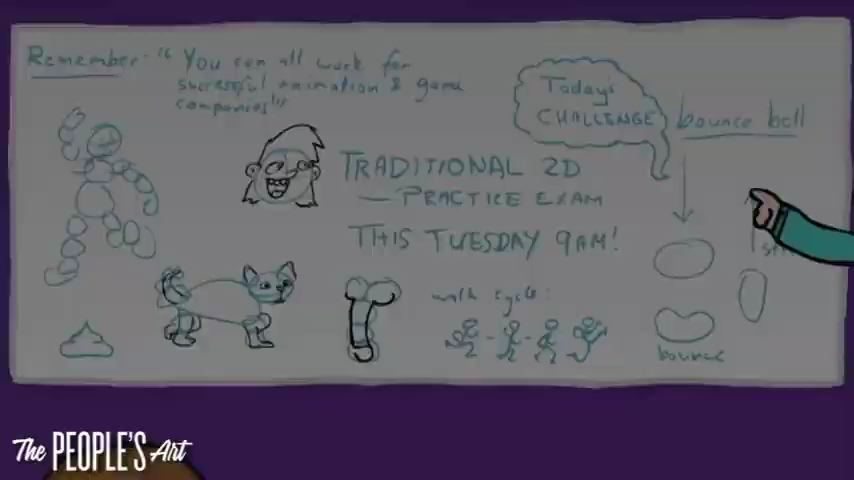 Remember - "You can all work for
successful animation & game
companies!"
Today's
CHALLENGE
bounce ball
TRADITIONAL 2D
— PRACTICE EXAM
THIS TUESDAY 9AM!
walk cycle:
bounce
The PEOPLE'S Art